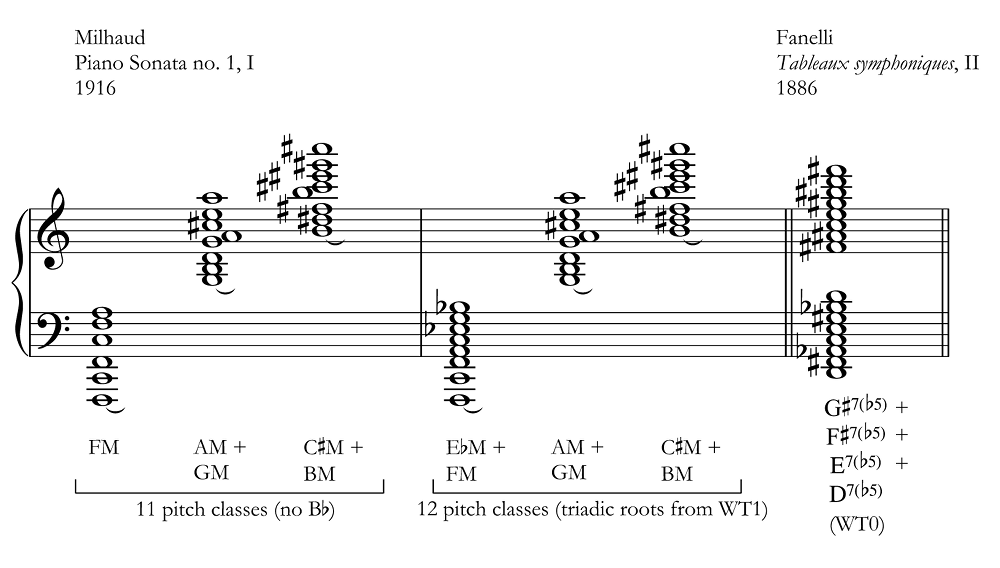 Milhaud
Piano Sonata no. 1, I
1916
Fanelli
Tableaux symphoniques, II
1886
FM
AM +
GM
C♯M +
BM
11 pitch classes (no B♭)
E♭M +
FM
AM +
GM
C♯M +
BM
12 pitch classes (triadic roots from WT1)
G♯7(♭5) +
F♯7(♭5) +
E7(♭5) +
D7(♭5)
(WT0)